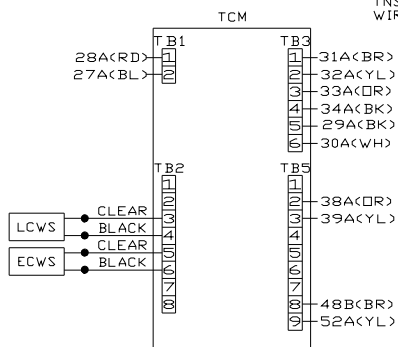 INS
WIR
TCM
TB1
28A(RD) 1
27A(BL) 2
TB3
1 31A(BR)
2 32A(YL)
3 33A(OR)
4 34A(BK)
5 29A(BK)
6 30A(WH)
TB2
1
2
CLEAR 3
LCWS
BLACK 4
CLEAR 5
ECWS
BLACK 6
7
8
TB5
1
2 38A(OR)
3 39A(YL)
4
5
6
7
8 48B(BR)
9 52A(YL)